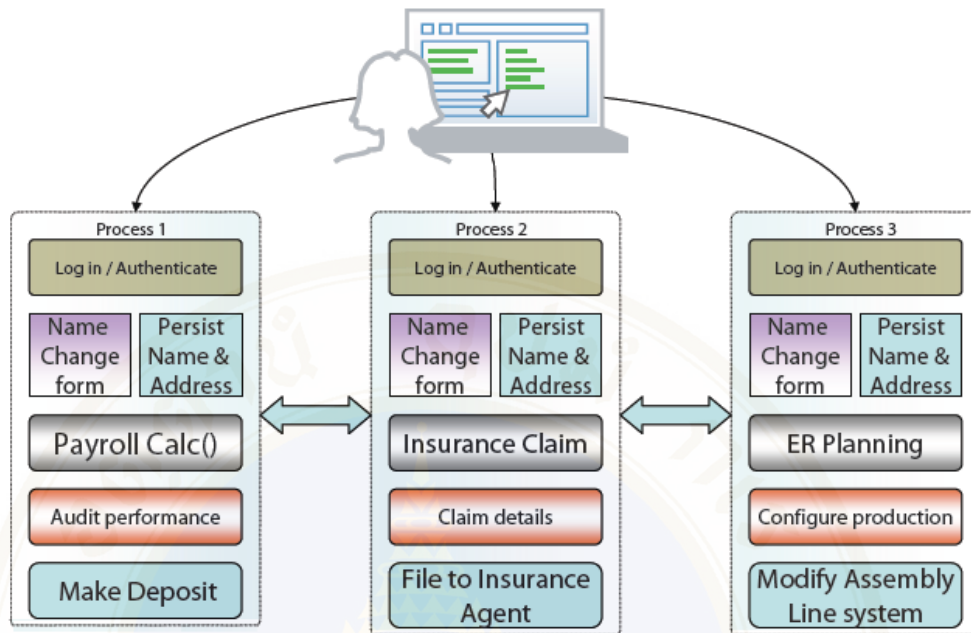 Process 1
Log in / Authenticate
Name
Change
form
Persist
Name &
Address
Payroll Calc()
Audit performance
Make Deposit
Process 2
Log in / Authenticate
Name
Change
form
Persist
Name &
Address
Insurance Claim
Claim details
File to Insurance
Agent
Process 3
Log in / Authenticate
Name
Change
form
Persist
Name &
Address
ER Planning
Configure production
Modify Assembly
Line system